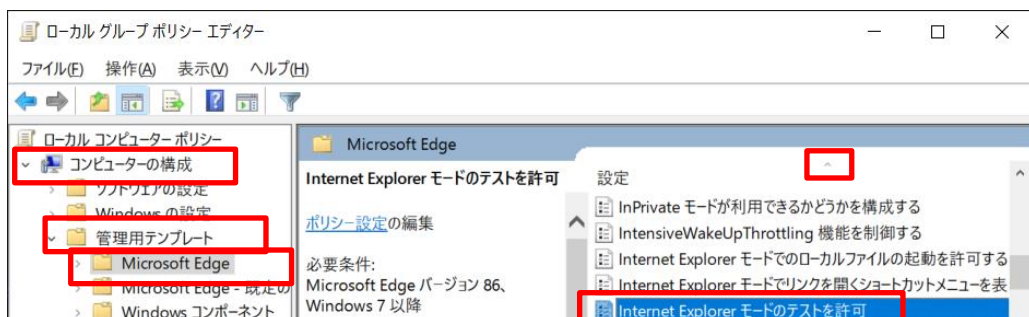 ローカル グループ ポリシー エディター
ファイル(F) 操作(A) 表示(V) ヘルプ(H)
ローカル コンピューター ポリシー
コンピューターの構成
ソフトウェアの設定
Windows の設定
管理用テンプレート
Microsoft Edge
Microsoft Edge - 既定の
Windows コンポーネント
Microsoft Edge
Internet Explorer モードのテストを許可
ポリシー設定の編集
必要条件:
Microsoft Edge バージョン 86、
Windows 7 以降
設定
InPrivate モードが利用できるかどうかを構成する
IntensiveWakeUpThrottling 機能を制御する
Internet Explorer モードでのローカルファイルの起動を許可する
Internet Explorer モードでリンクを開くショートカットメニューを表
Internet Explorer モードのテストを許可